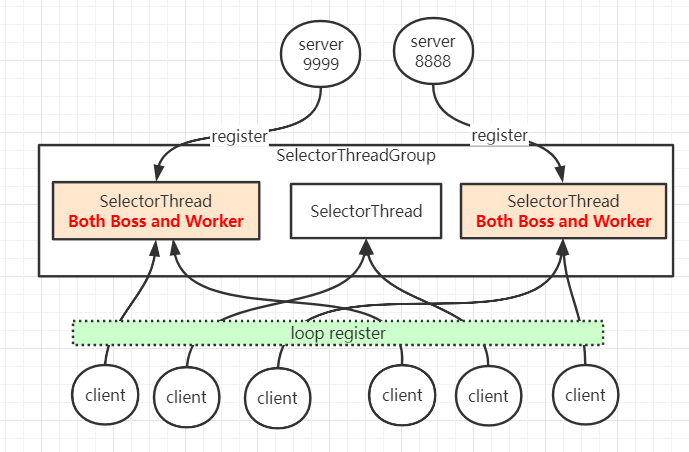 server
9999
server
8888
register
register
SelectorThreadGroup
SelectorThread
Both Boss and Worker
SelectorThread
SelectorThread
Both Boss and Worker
loop register
client
client
client
client
client
client